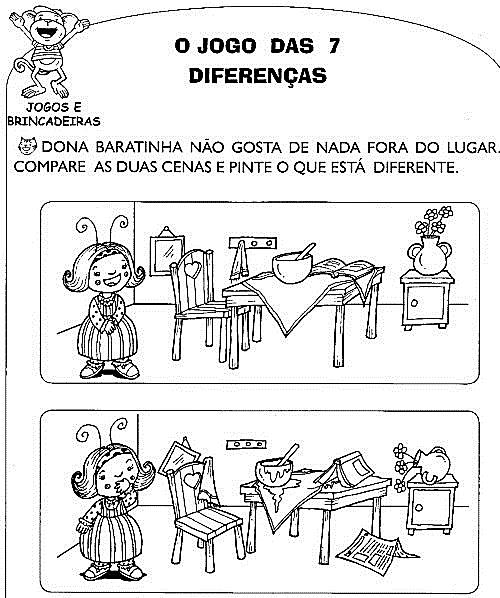 O JOGO DAS 7
DIFERENÇAS
JOGOS E
BRINCADEIRAS
DONA BARATINHA NÃO GOSTA DE NADA FORA DO LUGAR.
COMPARE AS DUAS CENAS E PINTE O QUE ESTÁ DIFERENTE.